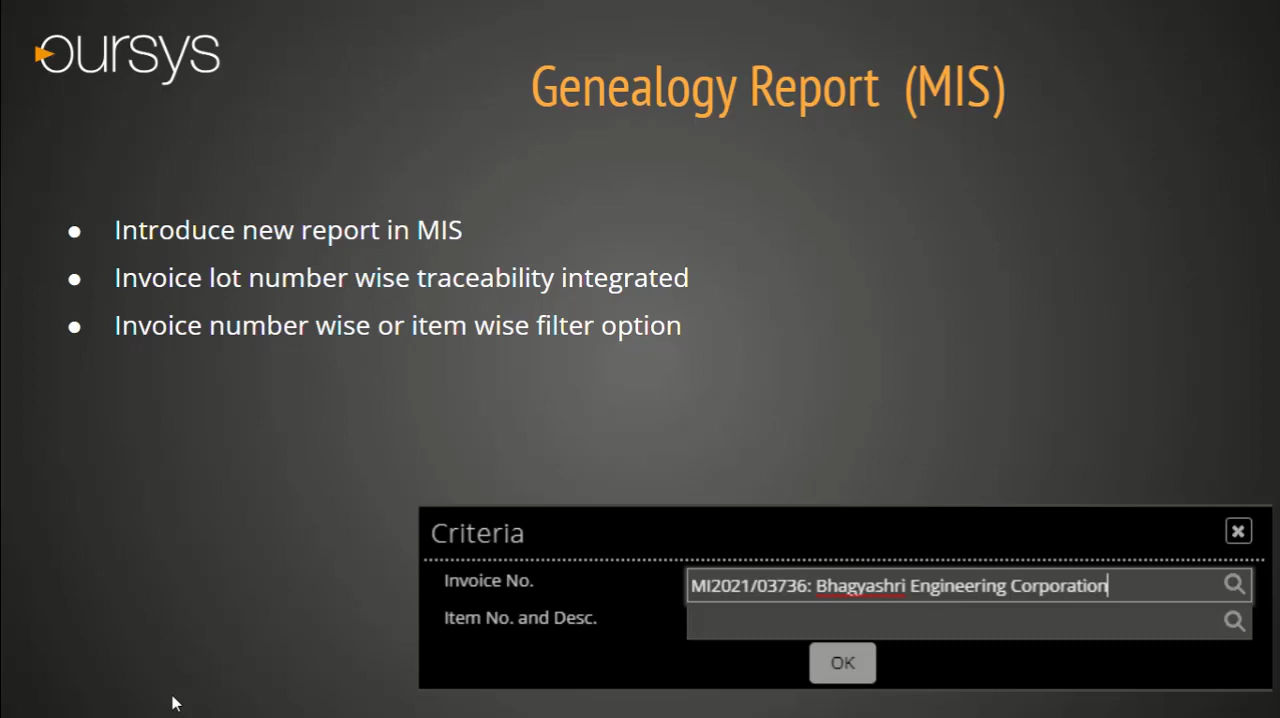 oursys
Genealogy Report (MIS)
Introduce new report in MIS
Invoice lot number wise traceability integrated
Invoice number wise or item wise filter option
Criteria
Invoice No.
MI2021/03736: Bhagyashri Engineering Corporation
Item No. and Desc.
OK